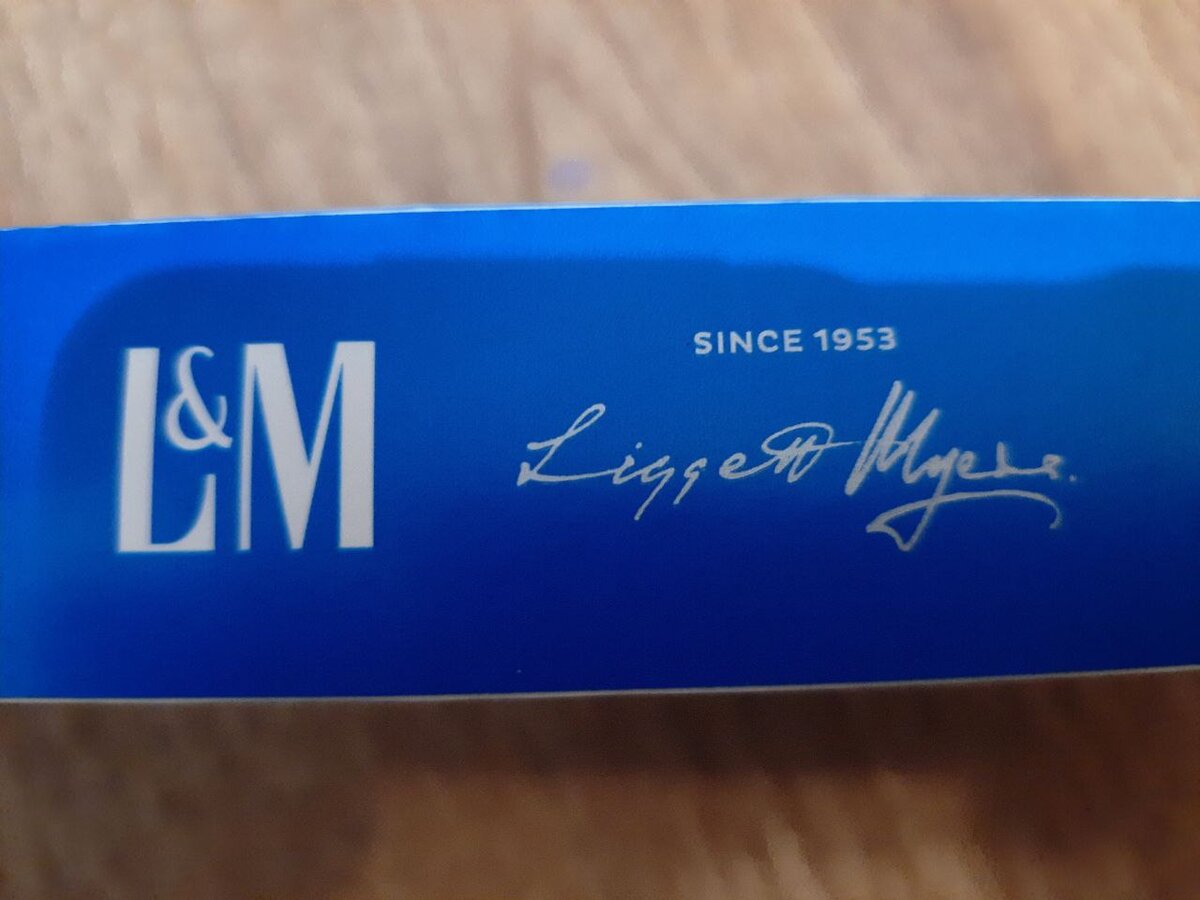 L&M
SINCE 1953
Liggett Myers.